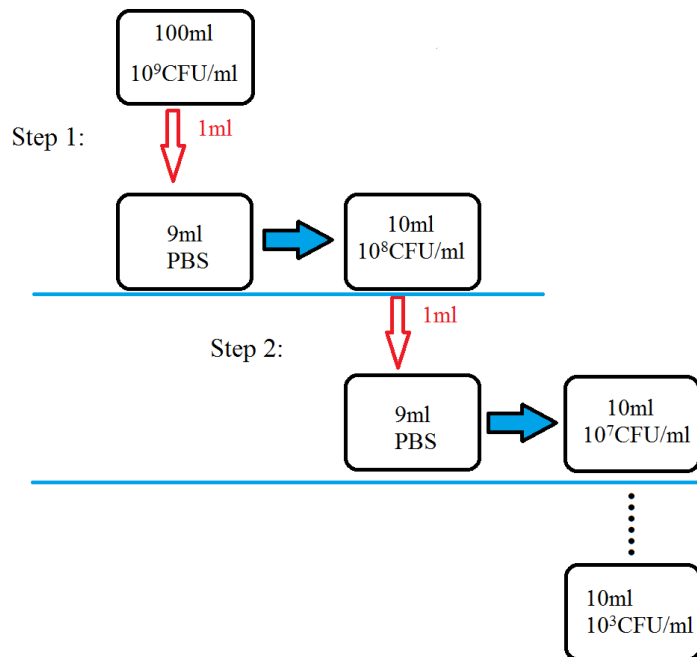 100ml
10⁹CFU/ml
Step 1:
1ml
9ml
PBS
10ml
10⁸CFU/ml
1ml
Step 2:
9ml
PBS
10ml
10⁷CFU/ml
10ml
10³CFU/ml